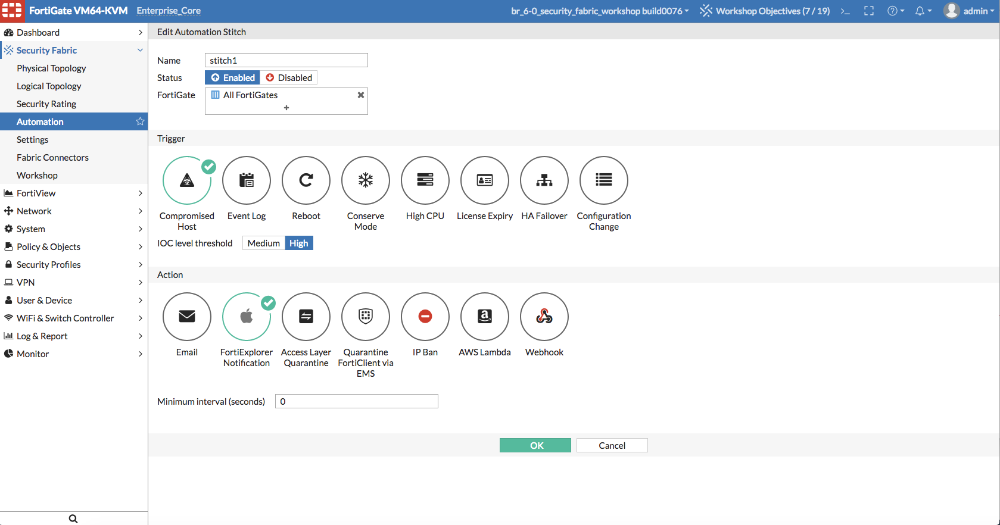 FortiGate VM64-KVM Enterprise_Core br_6-0_security_fabric_workshop build0076 Workshop Objectives (7 / 19) >_ admin
Dashboard
Security Fabric
Physical Topology
Logical Topology
Security Rating
Automation
Settings
Fabric Connectors
Workshop
FortiView
Network
System
Policy & Objects
Security Profiles
VPN
User & Device
WiFi & Switch Controller
Log & Report
Monitor
Edit Automation Stitch
Name stitch1
Status Enabled Disabled
FortiGate All FortiGates
+
Trigger
Compromised Host
Event Log
Reboot
Conserve Mode
High CPU
License Expiry
HA Failover
Configuration Change
IOC level threshold Medium High
Action
Email
FortiExplorer Notification
Access Layer Quarantine
Quarantine FortiClient via EMS
IP Ban
AWS Lambda
Webhook
Minimum interval (seconds) 0
OK Cancel